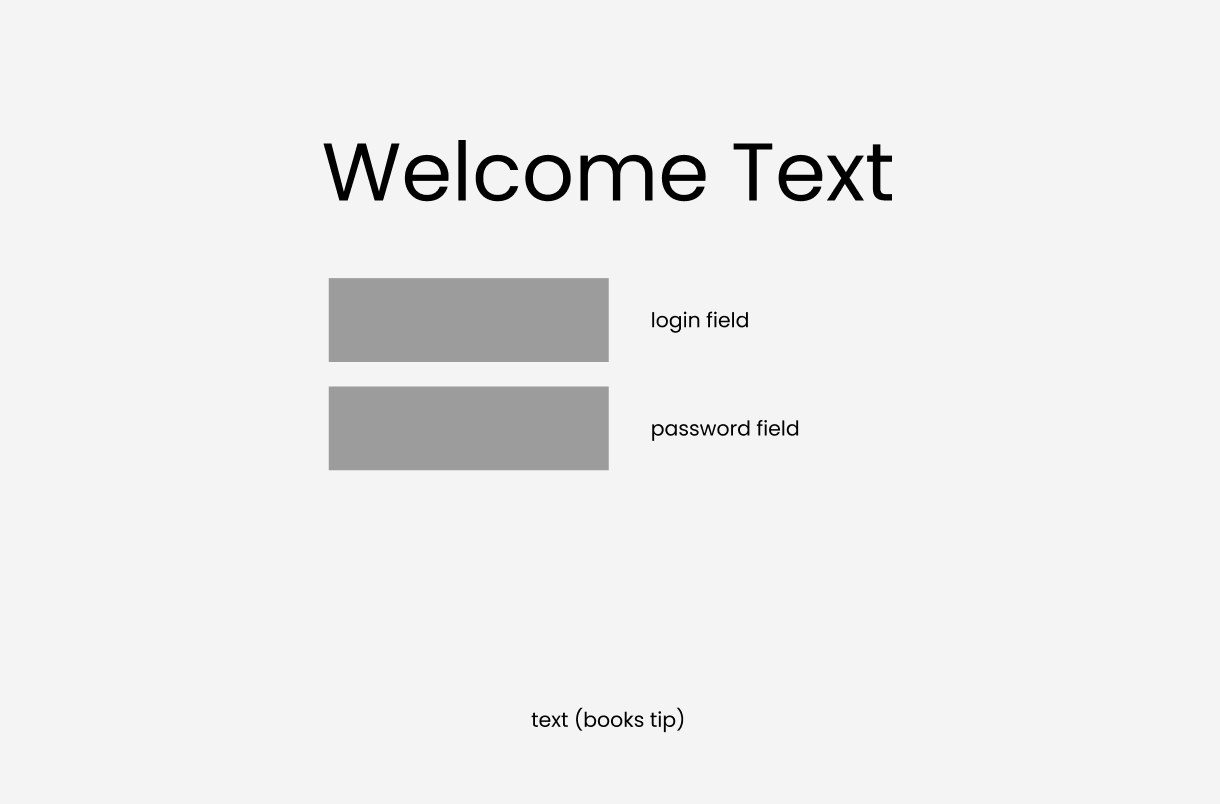 Welcome Text
login field
password field
text (books tip)